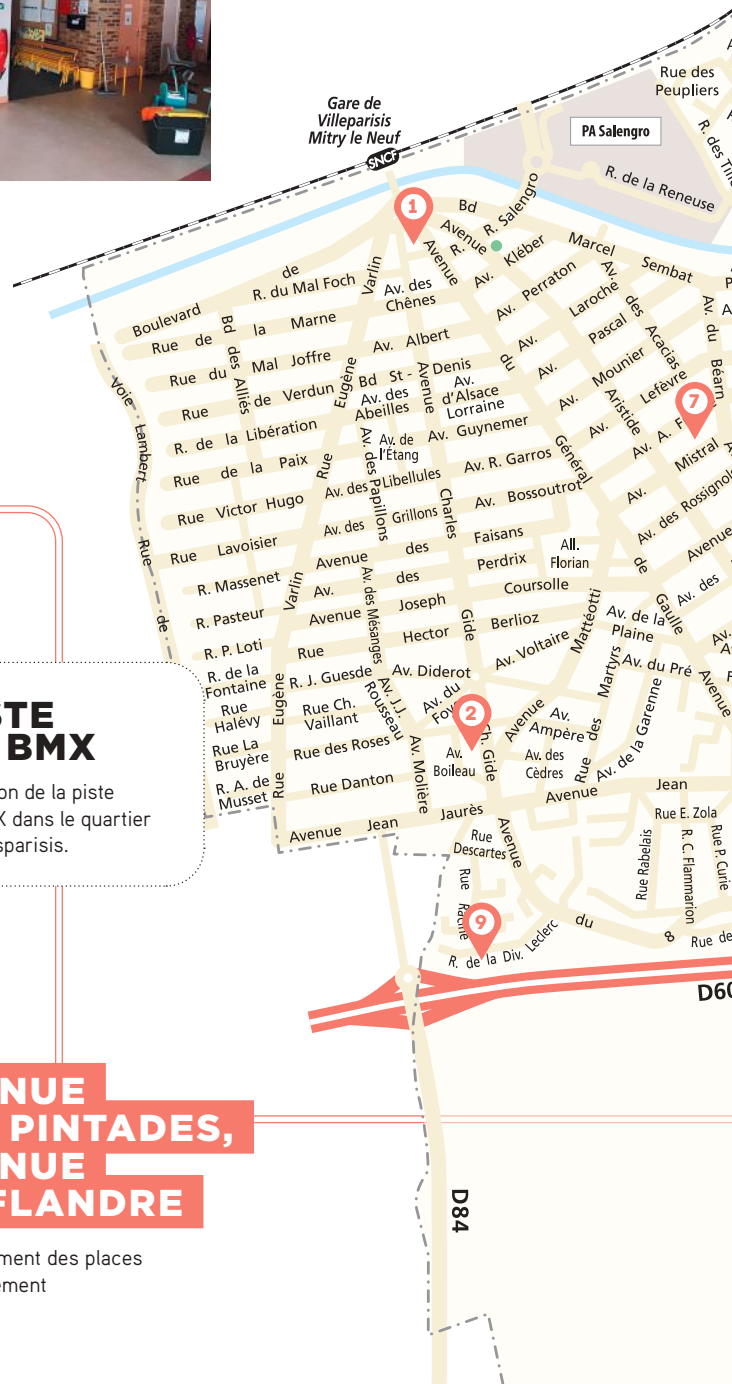 Gare de
Villeparisis
Mitry le Neuf
SNCF
PA Salengro
Rue des
Peupliers
R. de la Reneuse
R. Salengro
1
Bd
Marcel
Sembat
Avenue
R.
Av. Kléber
Av. Perraton
Av. Laroche
Av. Pascal
Av. Mounier
Av. Lefèvre
Av. A. F
7
Mistral
Av.
Av. des Rossignols
Avenue
Av. des
Av. des Acacias
Aristide
Av. du Béarn
Boulevard de
R. du Mal Foch
Varlin
Av. des
Chênes
Avenue
du
Général
de
Gaulle
Avenue
Rue de la Marne
Av. Albert
Bd des Alliés
Rue du Mal Joffre
Bd St - Denis
Rue de Verdun
Eugène
Av. des
Abeilles
Avenue
Av.
d'Alsace
Lorraine
R. de la Libération
Av. Guynemer
Av. de
l'Étang
Rue de la Paix
Rue
Av. des Papillons
Av. R. Garros
Av. des Libellules
Rue Victor Hugo
Charles
Av. Bossoutrot
Av. des Grillons
Faisans
Rue Lavoisier
Avenue des
Perdrix
All.
Florian
R. Massenet
Av. des
Coursolle
Varlin
Av. des Mésanges
R. Pasteur
Avenue Joseph
Gide
Berlioz
Mattéotti
Av. de la
Plaine
R. P. Loti
Rue Hector
Av. Voltaire
R. de la
Fontaine
R. J. Guesde
Av. Diderot
Martyrs
Av. du Pré
Rue
Halévy
Eugène
Rue Ch.
Vaillant
Av. J.J.
Rousseau
Av. du
2
Ch. Gide
Avenue
Av.
Ampère
Rue des
Av. de la Garenne
Rue La
Bruyère
Rue des Roses
Av.
Boileau
Av. des
Cèdres
R. A. de
Musset
Rue
Rue Danton
Av. Molière
Avenue Jean Jaurès
Avenue Jean
Voie Lambert
Rue
de
Rue
Descartes
Avenue
du
8
Rue E. Zola
Rue Rabelais
R. C. Flammarion
Rue P. Curie
Rue Racine
9
R. de la Div. Leclerc
Rue de
D84
STE
BMX
on de la piste
X dans le quartier
sparisis.
NUE
PINTADES,
NUE
FLANDRE
ment des places
ement